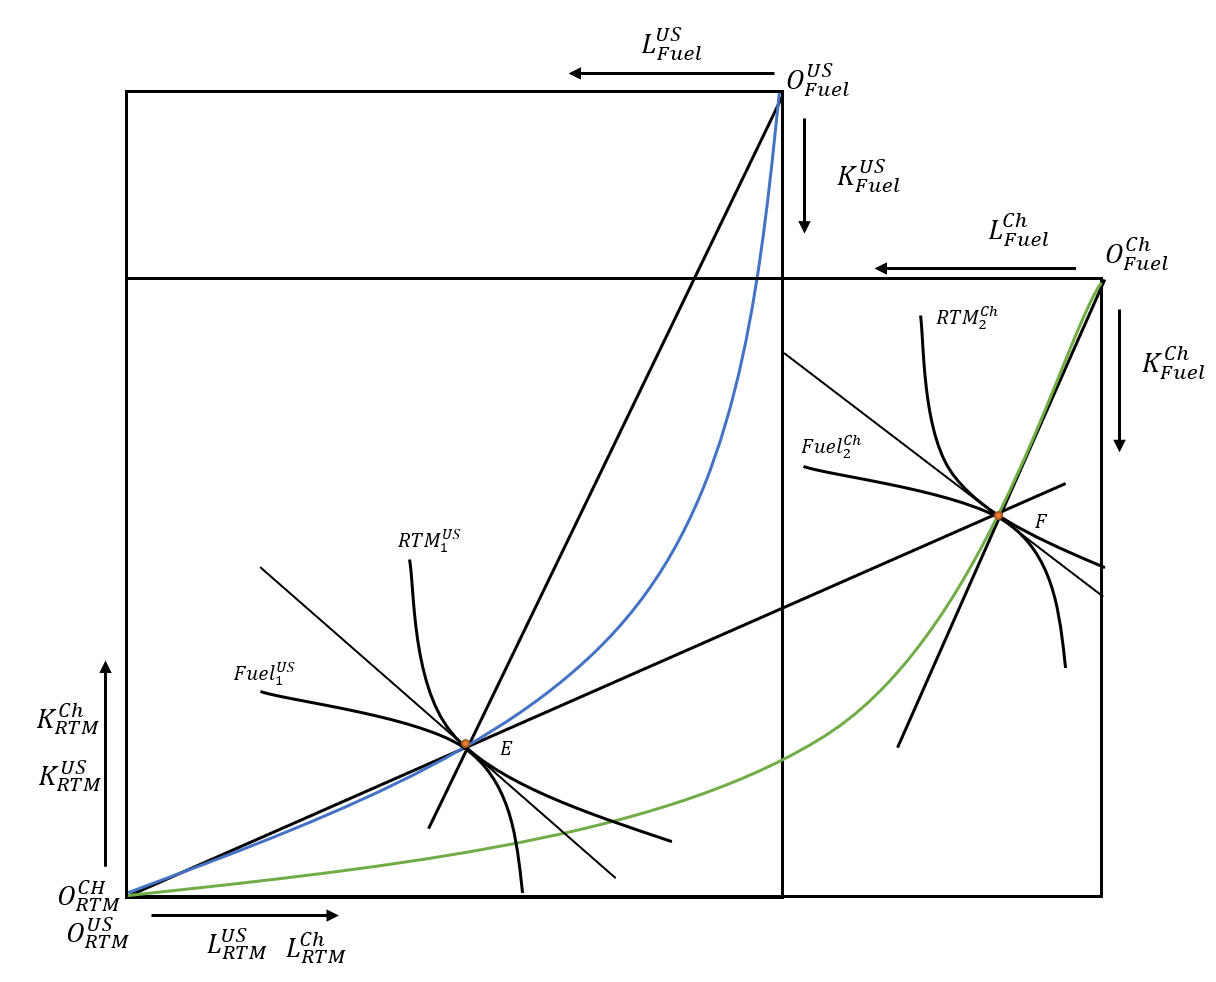 L_{Fuel}^{US}
O_{Fuel}^{US}
K_{Fuel}^{US}
L_{Fuel}^{Ch}
O_{Fuel}^{Ch}
RTM_2^{Ch}
K_{Fuel}^{Ch}
Fuel_2^{Ch}
F
RTM_1^{US}
Fuel_1^{US}
E
K_{RTM}^{Ch}
K_{RTM}^{US}
O_{RTM}^{CH}
O_{RTM}^{US}
L_{RTM}^{US} L_{RTM}^{Ch}